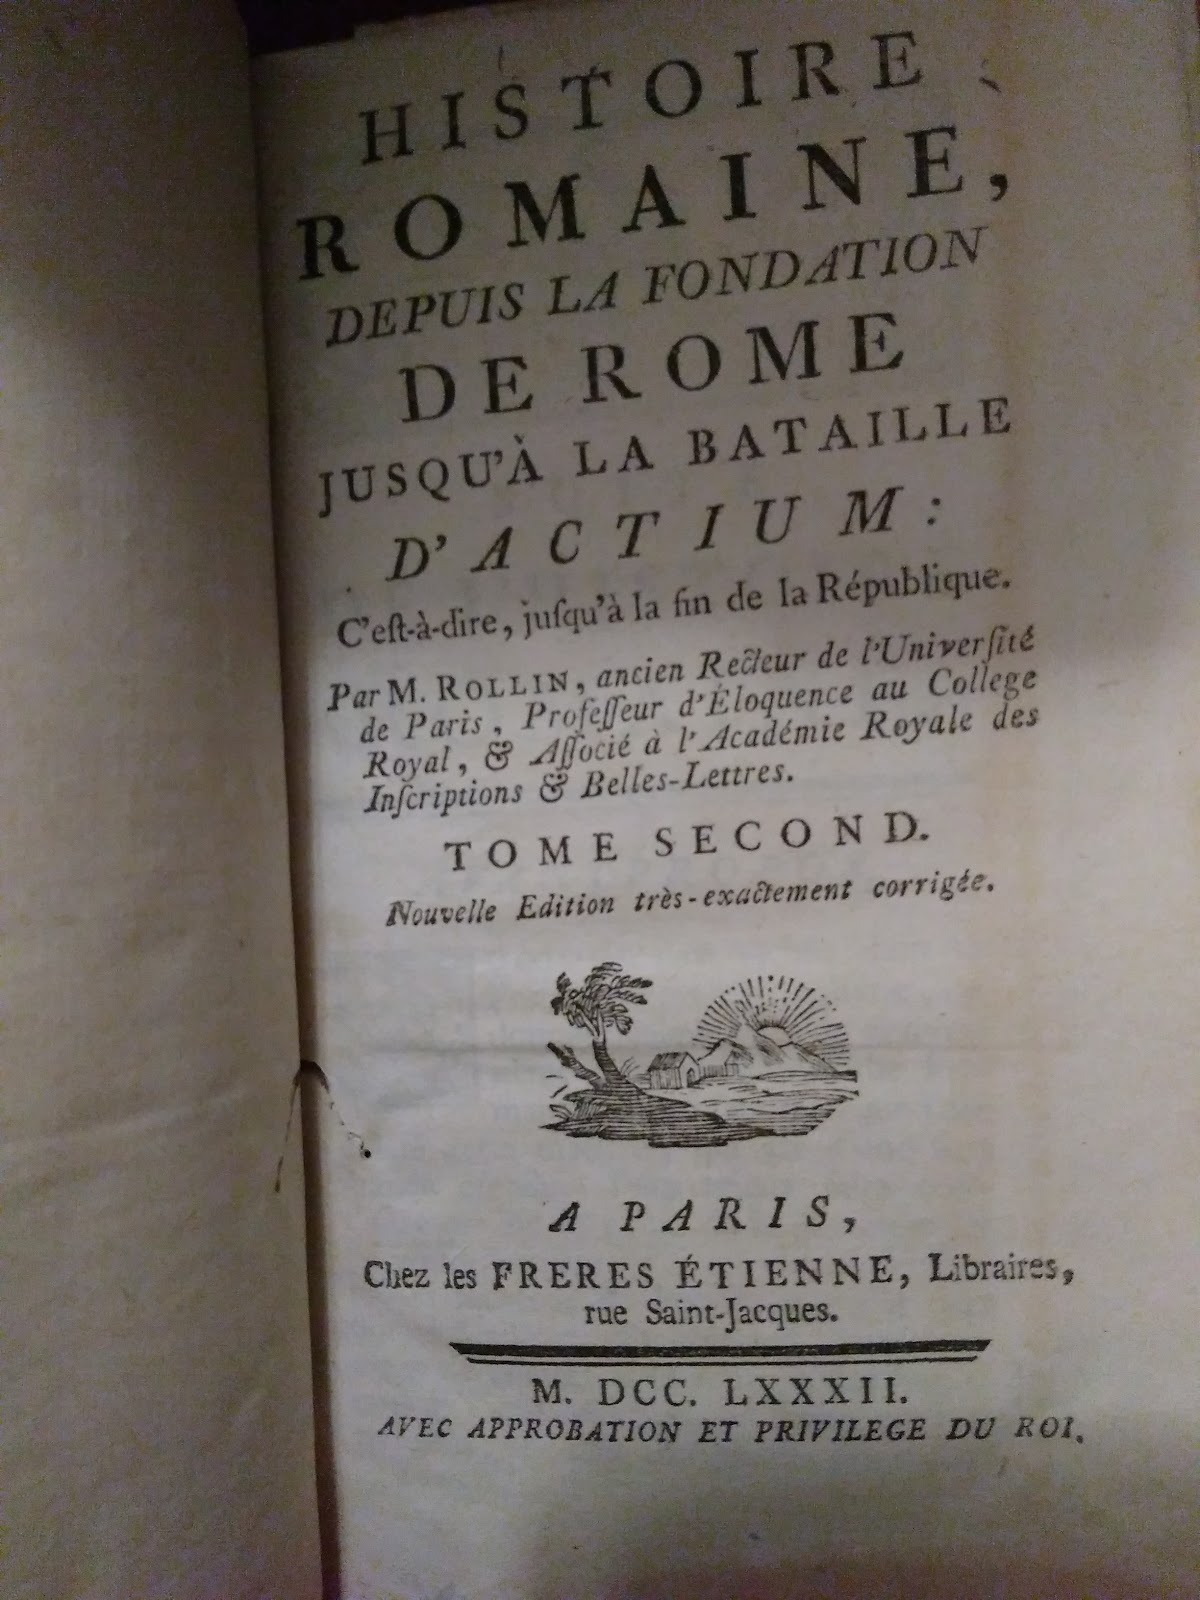 HISTOIRE
ROMAINE,
DEPUIS LA FONDATION
DE ROME
JUSQU'À LA BATAILLE
D'ACTIUM:
C'eſt-à-dire, juſqu'à la fin de la République.
Par M. ROLLIN, ancien Recteur de l'Univerſité
de Paris, Profeſſeur d'Éloquence au College
Royal, & Aſſocié à l'Académie Royale des
Inſcriptions & Belles-Lettres.
TOME SECOND.
Nouvelle Edition très-exactement corrigée.
A PARIS,
Chez les FRERES ÉTIENNE, Libraires,
rue Saint-Jacques.
M. DCC. LXXXII.
AVEC APPROBATION ET PRIVILEGE DU ROI.